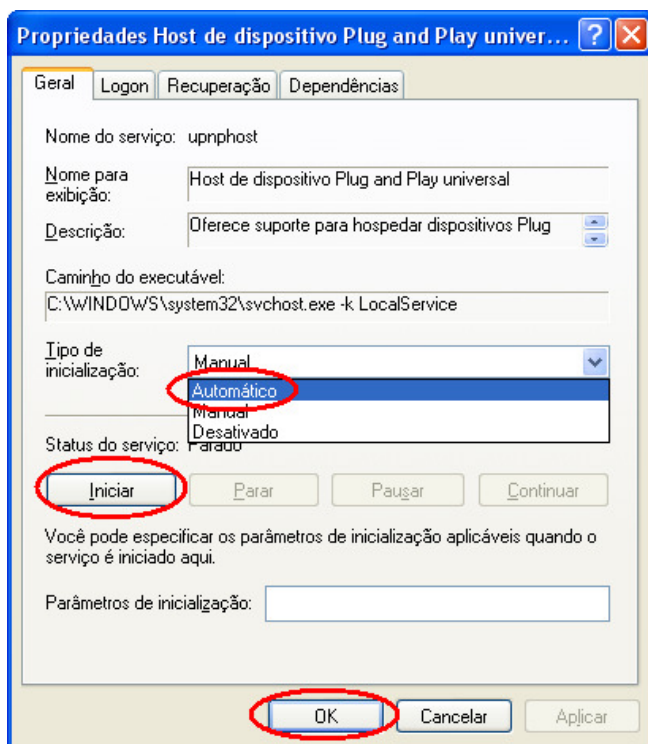 Propriedades Host de dispositivo Plug and Play univer...
Geral Logon Recuperação Dependências
Nome do serviço: upnphost
Nome para exibição:
Host de dispositivo Plug and Play universal
Descrição:
Oferece suporte para hospedar dispositivos Plug
Caminho do executável:
C:\WINDOWS\system32\svchost.exe -k LocalService
Tipo de inicialização:
Manual
Automático
Manual
Desativado
Status do serviço: Parado
Iniciar Parar Pausar Continuar
Você pode especificar os parâmetros de inicialização aplicáveis quando o
serviço é iniciado aqui.
Parâmetros de inicialização:
OK Cancelar Aplicar